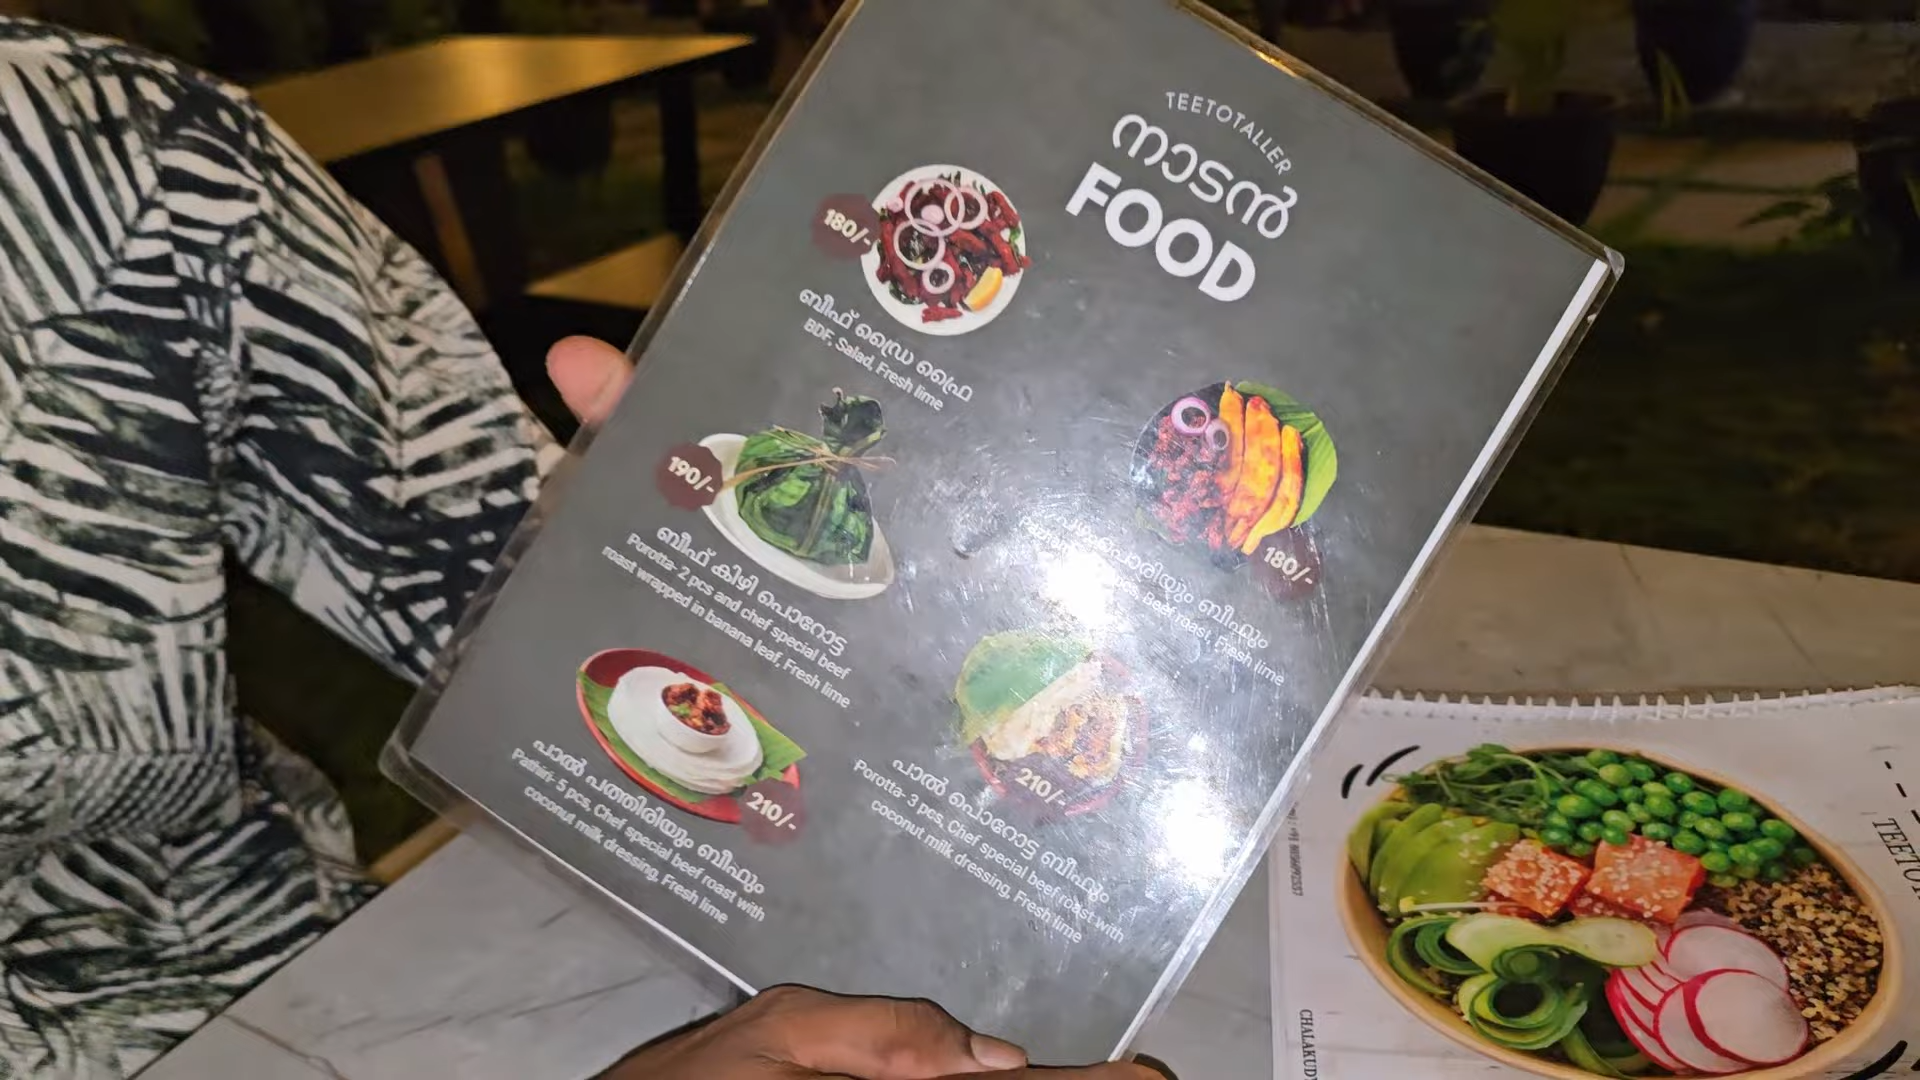 TEETOTALLER
നാടൻ
FOOD
180/-
ബീഫ് ഡ്രൈ ഫ്രൈ
BDF, Salad, Fresh lime
190/-
ബീഫ് കിഴി പൊറോട്ട
Porotta- 2 pcs and chef special beef
roast wrapped in banana leaf, Fresh lime
180/-
ബീഫും
Beef roast, Fresh lime
210/-
പാൽ പത്തിരിയും ബീഫും
Pathiri- 5 pcs, Chef special beef roast with
coconut milk dressing, Fresh lime
210/-
പാൽ പൊറോട്ട ബീഫും
Porotta- 3 pcs, Chef special beef roast with
coconut milk dressing, Fresh lime
CHALAKUDY